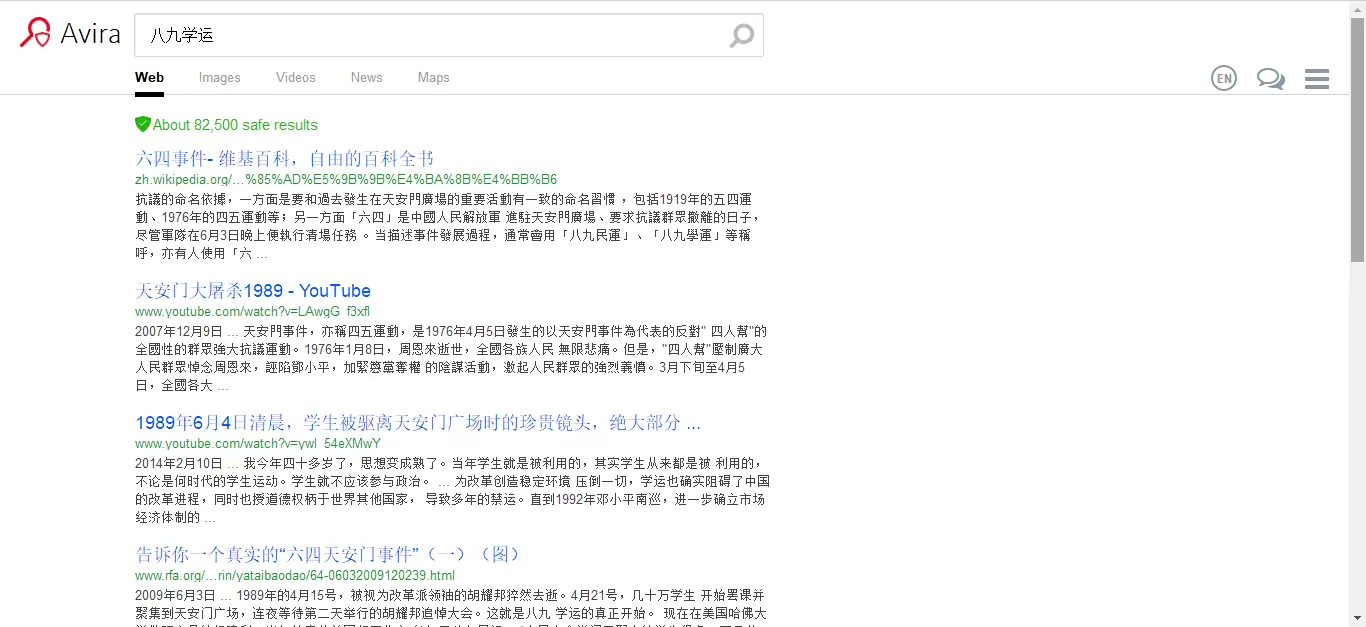 Avira
八九学运
Web Images Videos News Maps
EN
About 82,500 safe results
六四事件- 维基百科，自由的百科全书
zh.wikipedia.org/...%85%AD%E5%9B%9B%E4%BA%8B%E4%BB%B6
抗議的命名依據，一方面是要和過去發生在天安門廣場的重要活動有一致的命名習慣 ，包括1919年的五四運
動、1976年的四五運動等；另一方面「六四」是中國人民解放軍 進駐天安門廣場、要求抗議群眾撤離的日子，
尽管軍隊在6月3日晚上便執行清場任務 。当描述事件發展過程，通常會用「八九民運」、「八九學運」等稱
呼，亦有人使用「六 ...
天安门大屠杀1989 - YouTube
www.youtube.com/watch?v=LAwgG_f3xfI
2007年12月9日 ... 天安門事件，亦稱四五運動，是1976年4月5日發生的以天安門事件為代表的反對" 四人幫"的
全國性的群眾強大抗議運動。1976年1月8日，周恩來逝世，全國各族人民 無限悲痛。但是，"四人幫"壓制廣大
人民群眾悼念周恩來，誣陷鄧小平，加緊篡黨奪權 的陰謀活動，激起人民群眾的強烈義憤。3月下旬至4月5
日，全國各大 ...
1989年6月4日清晨，学生被驱离天安门广场时的珍贵镜头，绝大部分 ...
www.youtube.com/watch?v=ywI_54eXMwY
2014年2月10日 ... 我今年四十多岁了，思想变成熟了。当年学生就是被利用的，其实学生从来都是被 利用的，
不论是何时代的学生运动。学生就不应该参与政治。 ... 为改革创造稳定环境 压倒一切，学运也确实阻碍了中国
的改革进程，同时也授道德权柄于世界其他国家， 导致多年的禁运。直到1992年邓小平南巡，进一步确立市场
经济体制的 ...
告诉你一个真实的“六四天安门事件”（一）（图）
www.rfa.org/...rin/yataibaodao/64-06032009120239.html
2009年6月3日 ... 1989年的4月15号，被视为改革派领袖的胡耀邦猝然去逝。4月21号，几十万学生 开始罢课并
聚集到天安门广场，连夜等待第二天举行的胡耀邦追悼大会。这就是八九 学运的真正开始。 现在在美国哈佛大